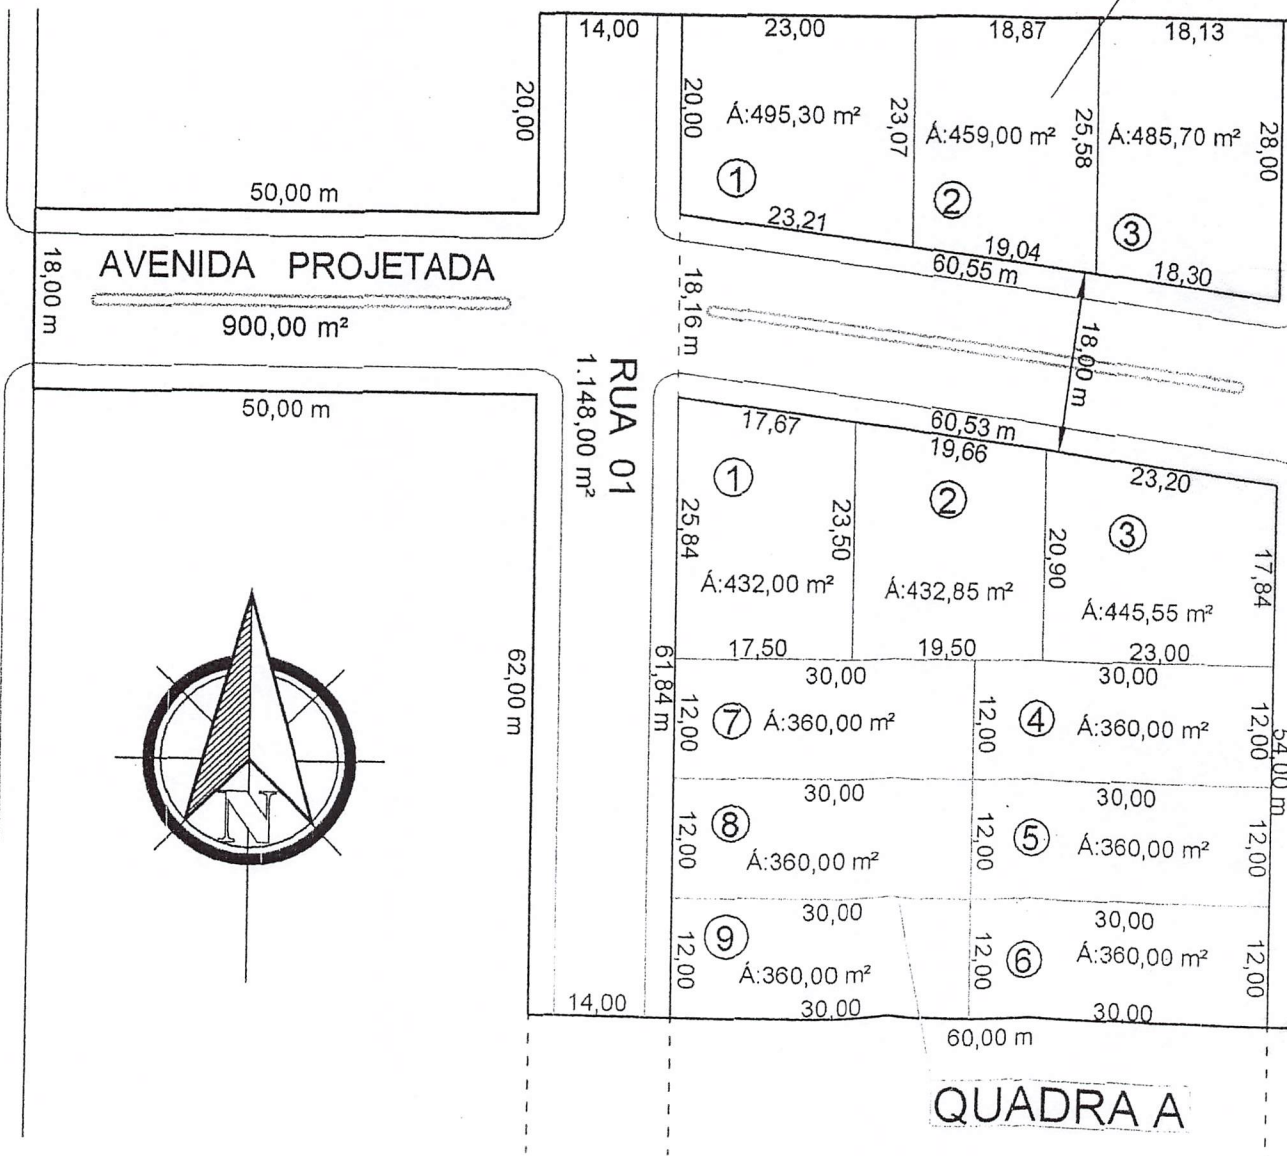 14,00
23,00
18,87
18,13
20,00
20,00
Á:495,30 m²
23,07
Á:459,00 m²
25,58
Á:485,70 m²
28,00
50,00 m
1
2
3
23,21
19,04
18,30
60,55 m
18,00 m
AVENIDA PROJETADA
900,00 m²
18,16 m
18,00 m
50,00 m
RUA 01
1.148,00 m²
60,53 m
17,67
19,66
23,20
1
2
3
25,84
23,50
20,90
17,84
Á:432,00 m²
Á:432,85 m²
Á:445,55 m²
17,50
19,50
23,00
62,00 m
61,84 m
30,00
30,00
12,00
7
Á:360,00 m²
12,00
4
Á:360,00 m²
12,00
54,00 m
30,00
30,00
12,00
8
Á:360,00 m²
12,00
5
Á:360,00 m²
12,00
30,00
30,00
12,00
9
Á:360,00 m²
12,00
6
Á:360,00 m²
12,00
14,00
30,00
30,00
60,00 m
N
QUADRA A